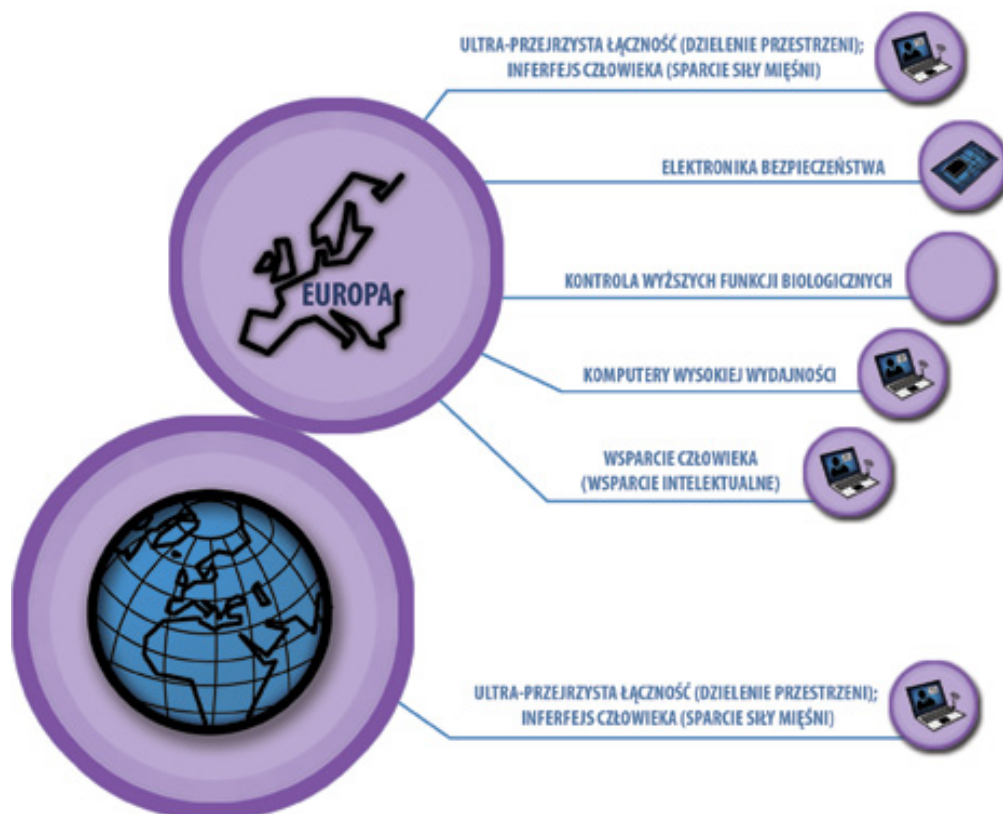 ULTRA-PRZEJRZYSTA ŁĄCZNOŚĆ (DZIELENIE PRZESTRZENI);
INFERFEJS CZŁOWIEKA (SPARCIE SIŁY MIĘŚNI)
ELEKTRONIKA BEZPIECZEŃSTWA
EUROPA
KONTROLA WYŻSZYCH FUNKCJI BIOLOGICZNYCH
KOMPUTERY WYSOKIEJ WYDAJNOŚCI
WSPARCIE CZŁOWIEKA
(WSPARCIE INTELEKTUALNE)
ULTRA-PRZEJRZYSTA ŁĄCZNOŚĆ (DZIELENIE PRZESTRZENI);
INFERFEJS CZŁOWIEKA (SPARCIE SIŁY MIĘŚNI)